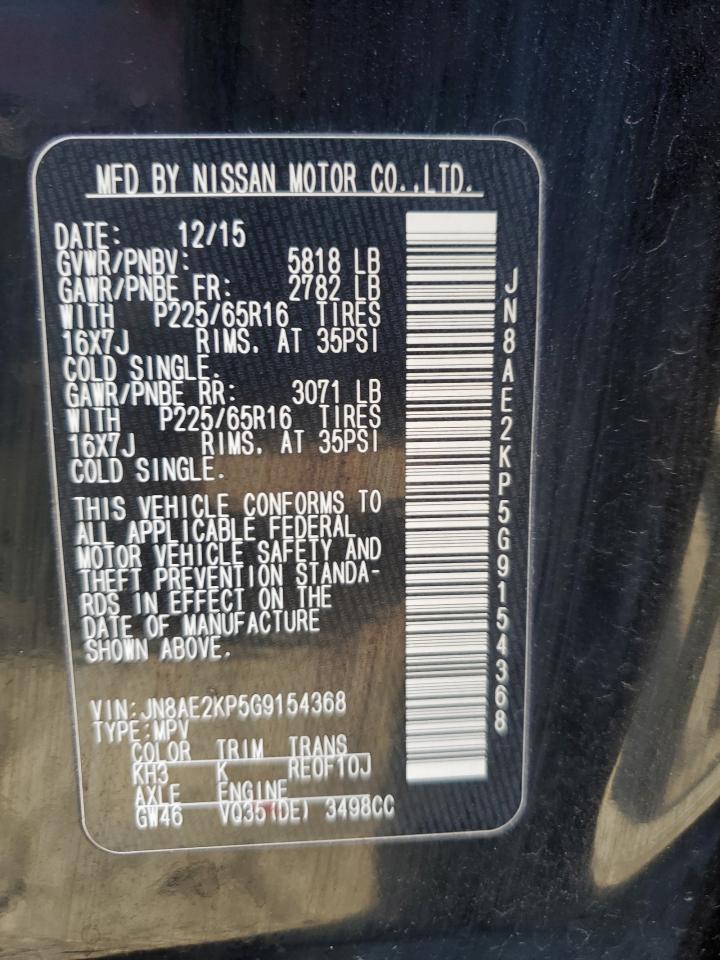 MFD BY NISSAN MOTOR CO.,LTD.
DATE: 12/15
GVWR/PNBV: 5818 LB
GAWR/PNBE FR: 2782 LB
WITH P225/65R16 TIRES
16X7J RIMS. AT 35PSI
COLD SINGLE.
GAWR/PNBE RR: 3071 LB
WITH P225/65R16 TIRES
16X7J RIMS. AT 35PSI
COLD SINGLE.
THIS VEHICLE CONFORMS TO
ALL APPLICABLE FEDERAL
MOTOR VEHICLE SAFETY AND
THEFT PREVENTION STANDA-
RDS IN EFFECT ON THE
DATE OF MANUFACTURE
SHOWN ABOVE.
VIN:JN8AE2KP5G9154368
TYPE:MPV
COLOR TRIM TRANS
KH3 K RE0F10J
AXLE ENGINE
GW46 VQ35(DE) 3498CC
JN8AE2KP5G9154368